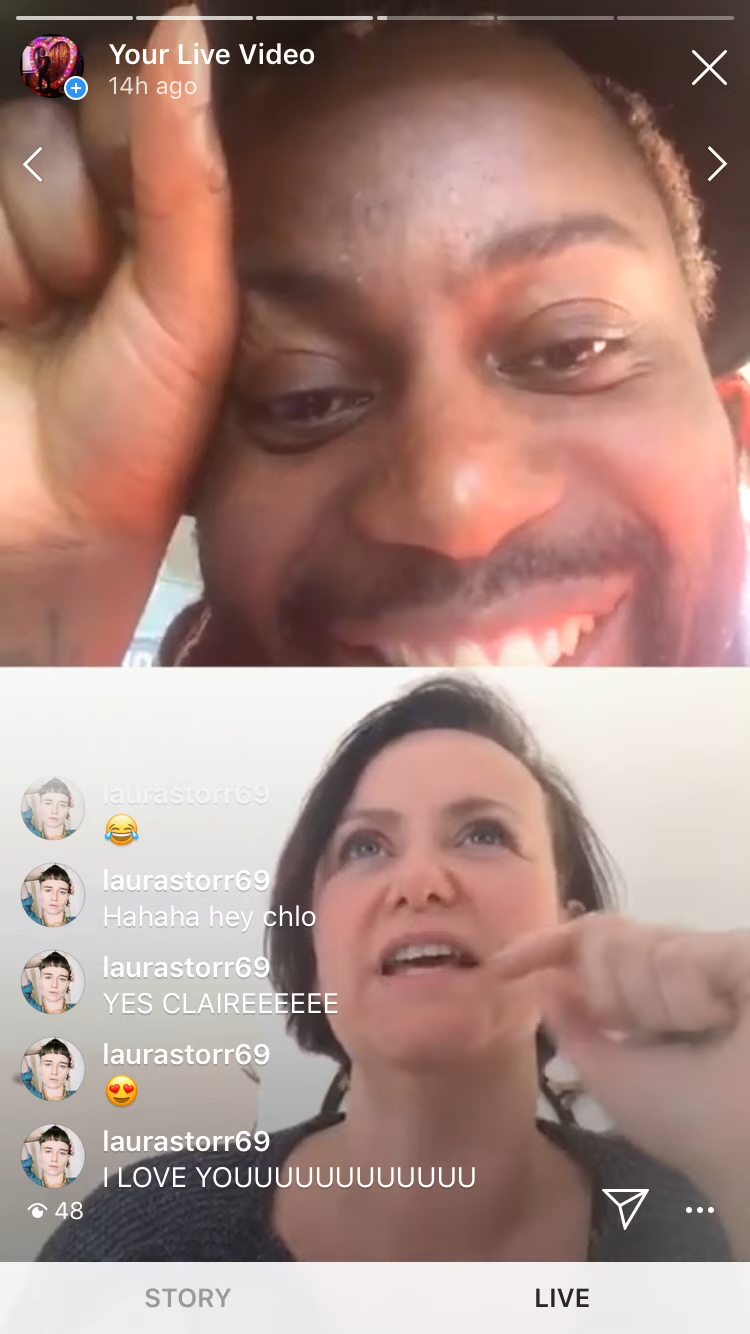 Your Live Video
14h ago
laurastorr69
😂
laurastorr69
Hahaha hey chlo
laurastorr69
YES CLAIREEEEEE
laurastorr69
😍
laurastorr69
I LOVE YOUUUUUUUUUUUUU
48
STORY
LIVE